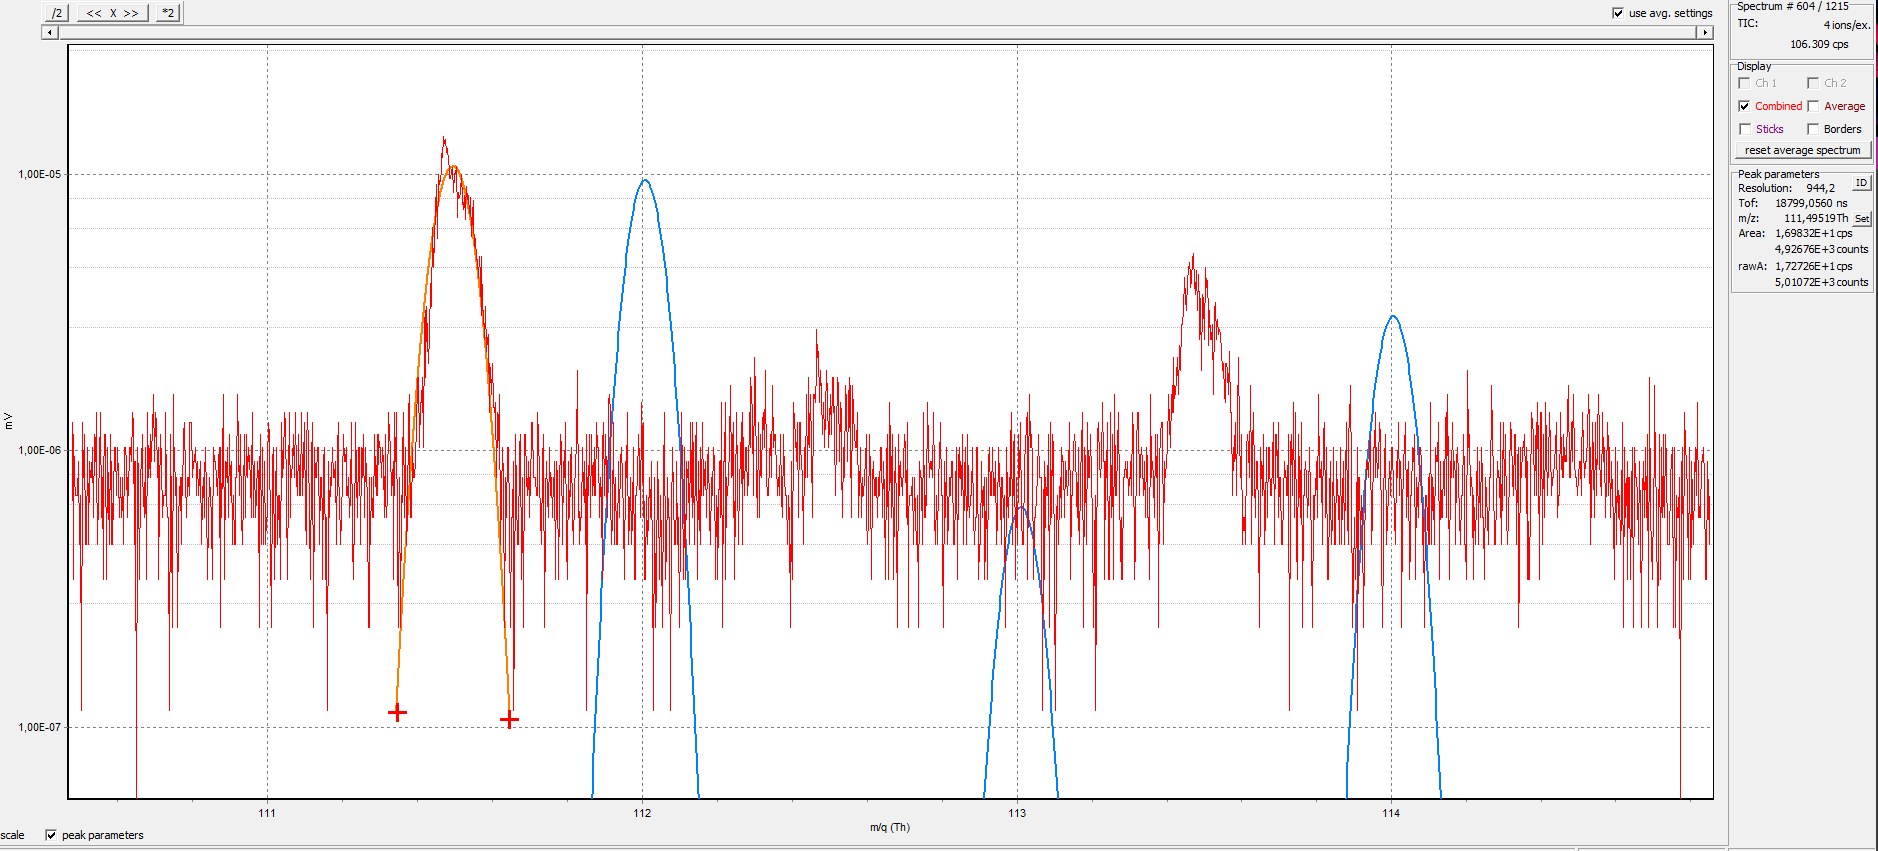 /2 << X >> *2
use avg. settings
Spectrum # 604 / 1215
TIC: 4 ions/ex.
106.309 cps
Display
Ch 1 Ch 2
Combined Average
Sticks Borders
reset average spectrum
Peak parameters
Resolution: 944,2 ID
Tof: 18799,0560 ns
m/z: 111,49519 Th Set
Area: 1,69832E+1 cps
4,92676E+3 counts
rawA: 1,72726E+1 cps
5,01072E+3 counts
1,00E-05
mV
1,00E-06
1,00E-07
111 112 113 114
m/q (Th)
scale peak parameters